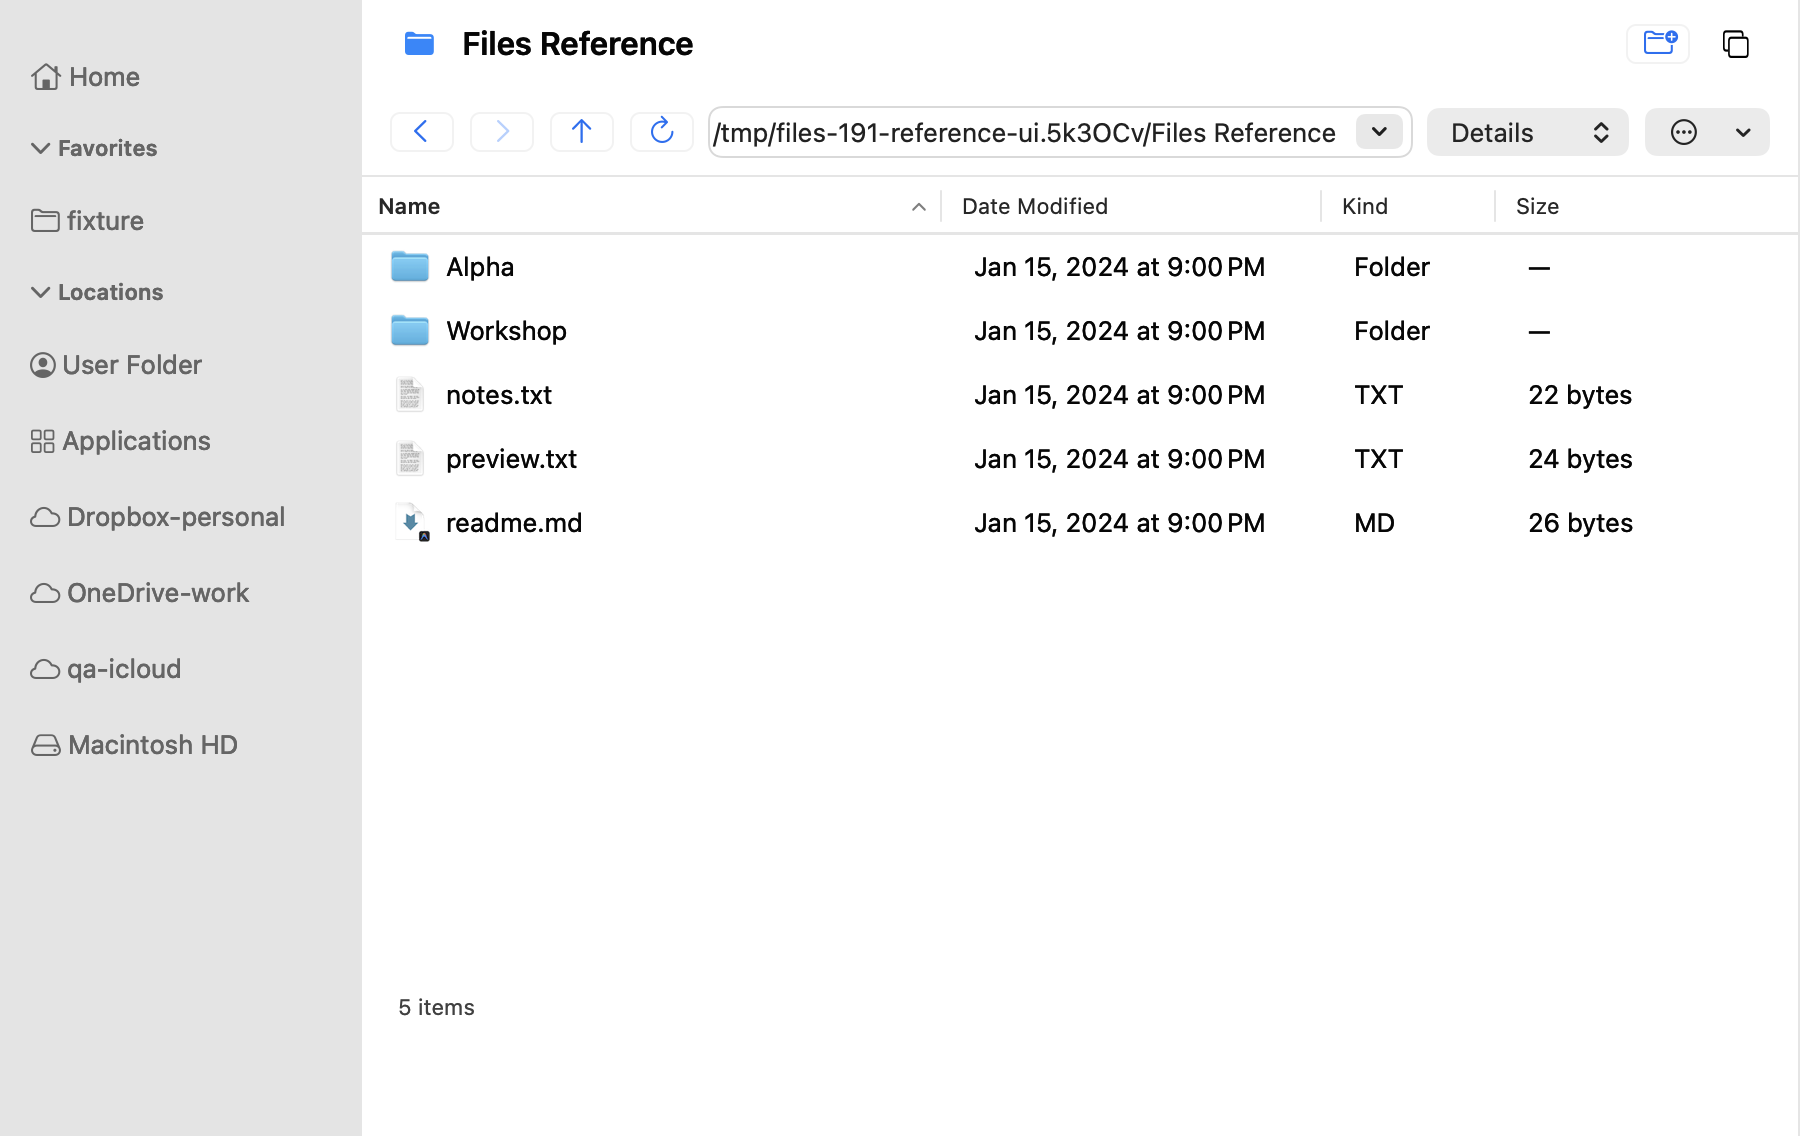 Files Reference
/tmp/files-191-reference-ui.5k3OCv/Files Reference
Details
Home
Favorites
fixture
Locations
User Folder
Applications
Dropbox-personal
OneDrive-work
qa-icloud
Macintosh HD
Name Date Modified Kind Size
Alpha Jan 15, 2024 at 9:00 PM Folder —
Workshop Jan 15, 2024 at 9:00 PM Folder —
notes.txt Jan 15, 2024 at 9:00 PM TXT 22 bytes
preview.txt Jan 15, 2024 at 9:00 PM TXT 24 bytes
readme.md Jan 15, 2024 at 9:00 PM MD 26 bytes
5 items